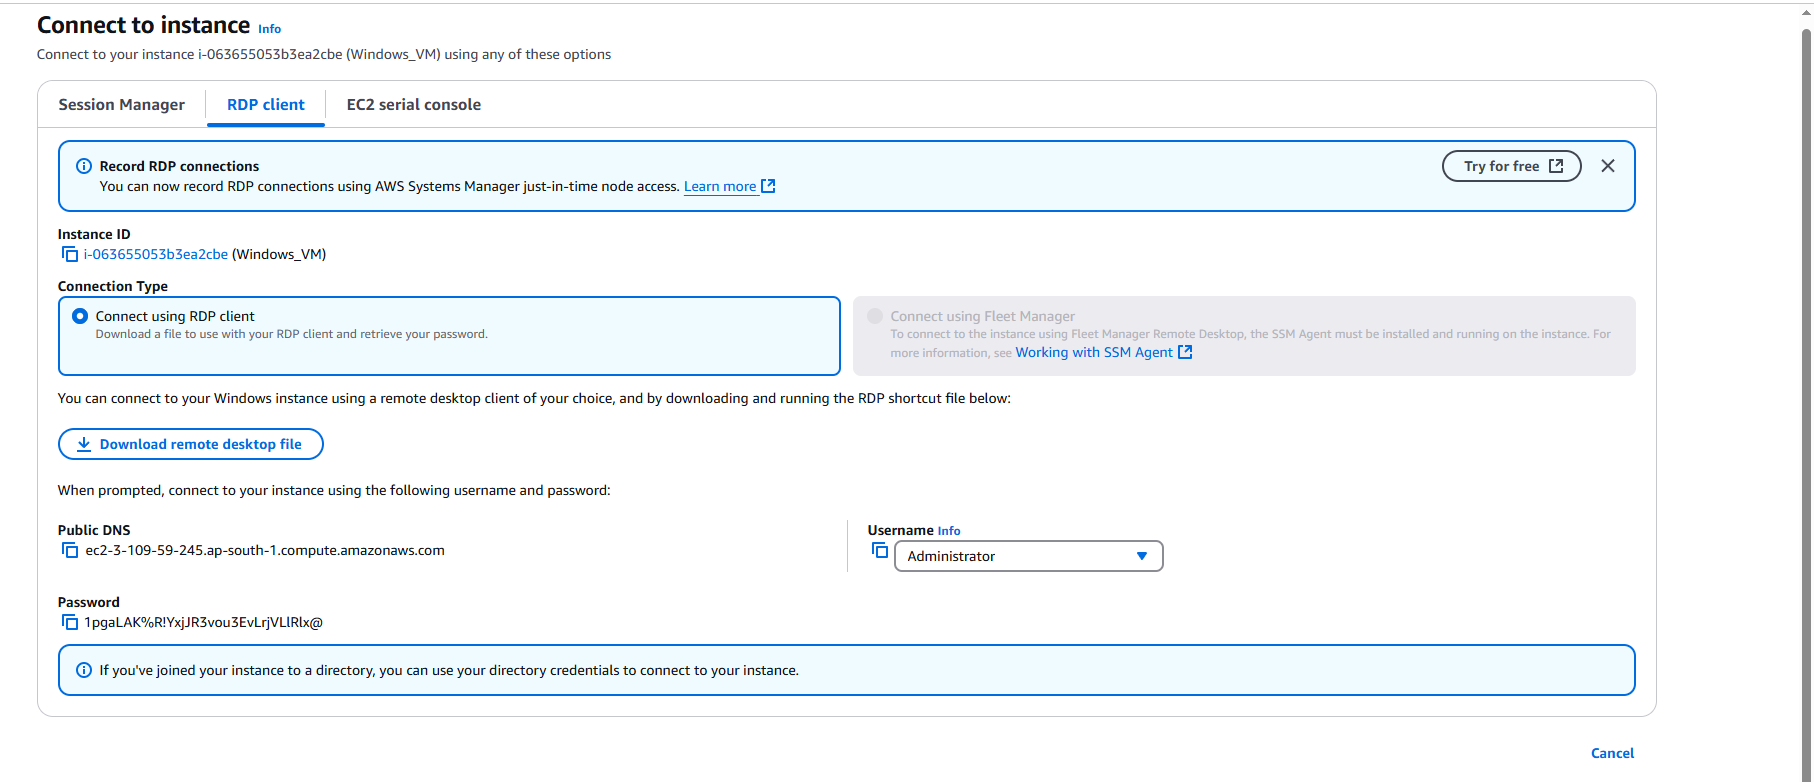 Connect to instance Info
Connect to your instance i-063655053b3ea2cbe (Windows_VM) using any of these options
Session Manager
RDP client
EC2 serial console
Record RDP connections
You can now record RDP connections using AWS Systems Manager just-in-time node access. Learn more
Try for free
Instance ID
i-063655053b3ea2cbe (Windows_VM)
Connection Type
Connect using RDP client
Download a file to use with your RDP client and retrieve your password.
Connect using Fleet Manager
To connect to the instance using Fleet Manager Remote Desktop, the SSM Agent must be installed and running on the instance. For
more information, see Working with SSM Agent
You can connect to your Windows instance using a remote desktop client of your choice, and by downloading and running the RDP shortcut file below:
Download remote desktop file
When prompted, connect to your instance using the following username and password:
Public DNS
ec2-3-109-59-245.ap-south-1.compute.amazonaws.com
Username Info
Administrator
Password
1pgaLAK%R!YxjJR3vou3EvLrjVLlRlx@
If you've joined your instance to a directory, you can use your directory credentials to connect to your instance.
Cancel